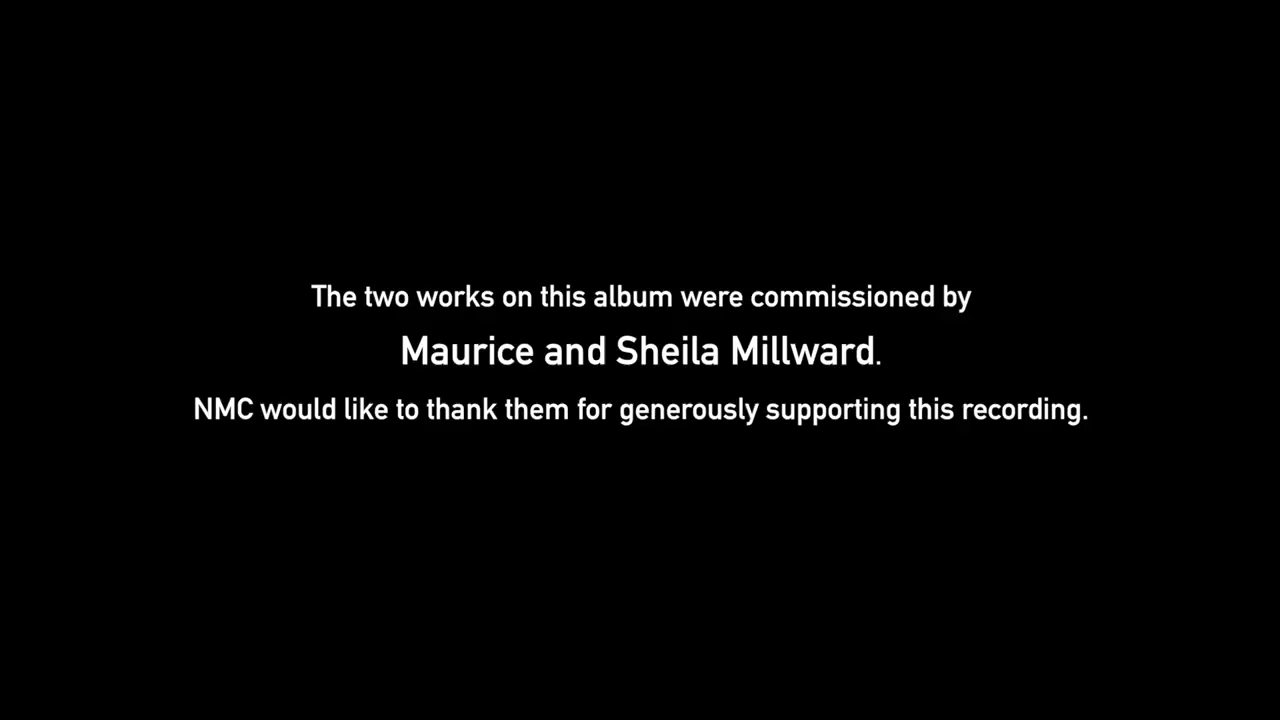 The two works on this album were commissioned by
Maurice and Sheila Millward.
NMC would like to thank them for generously supporting this recording.